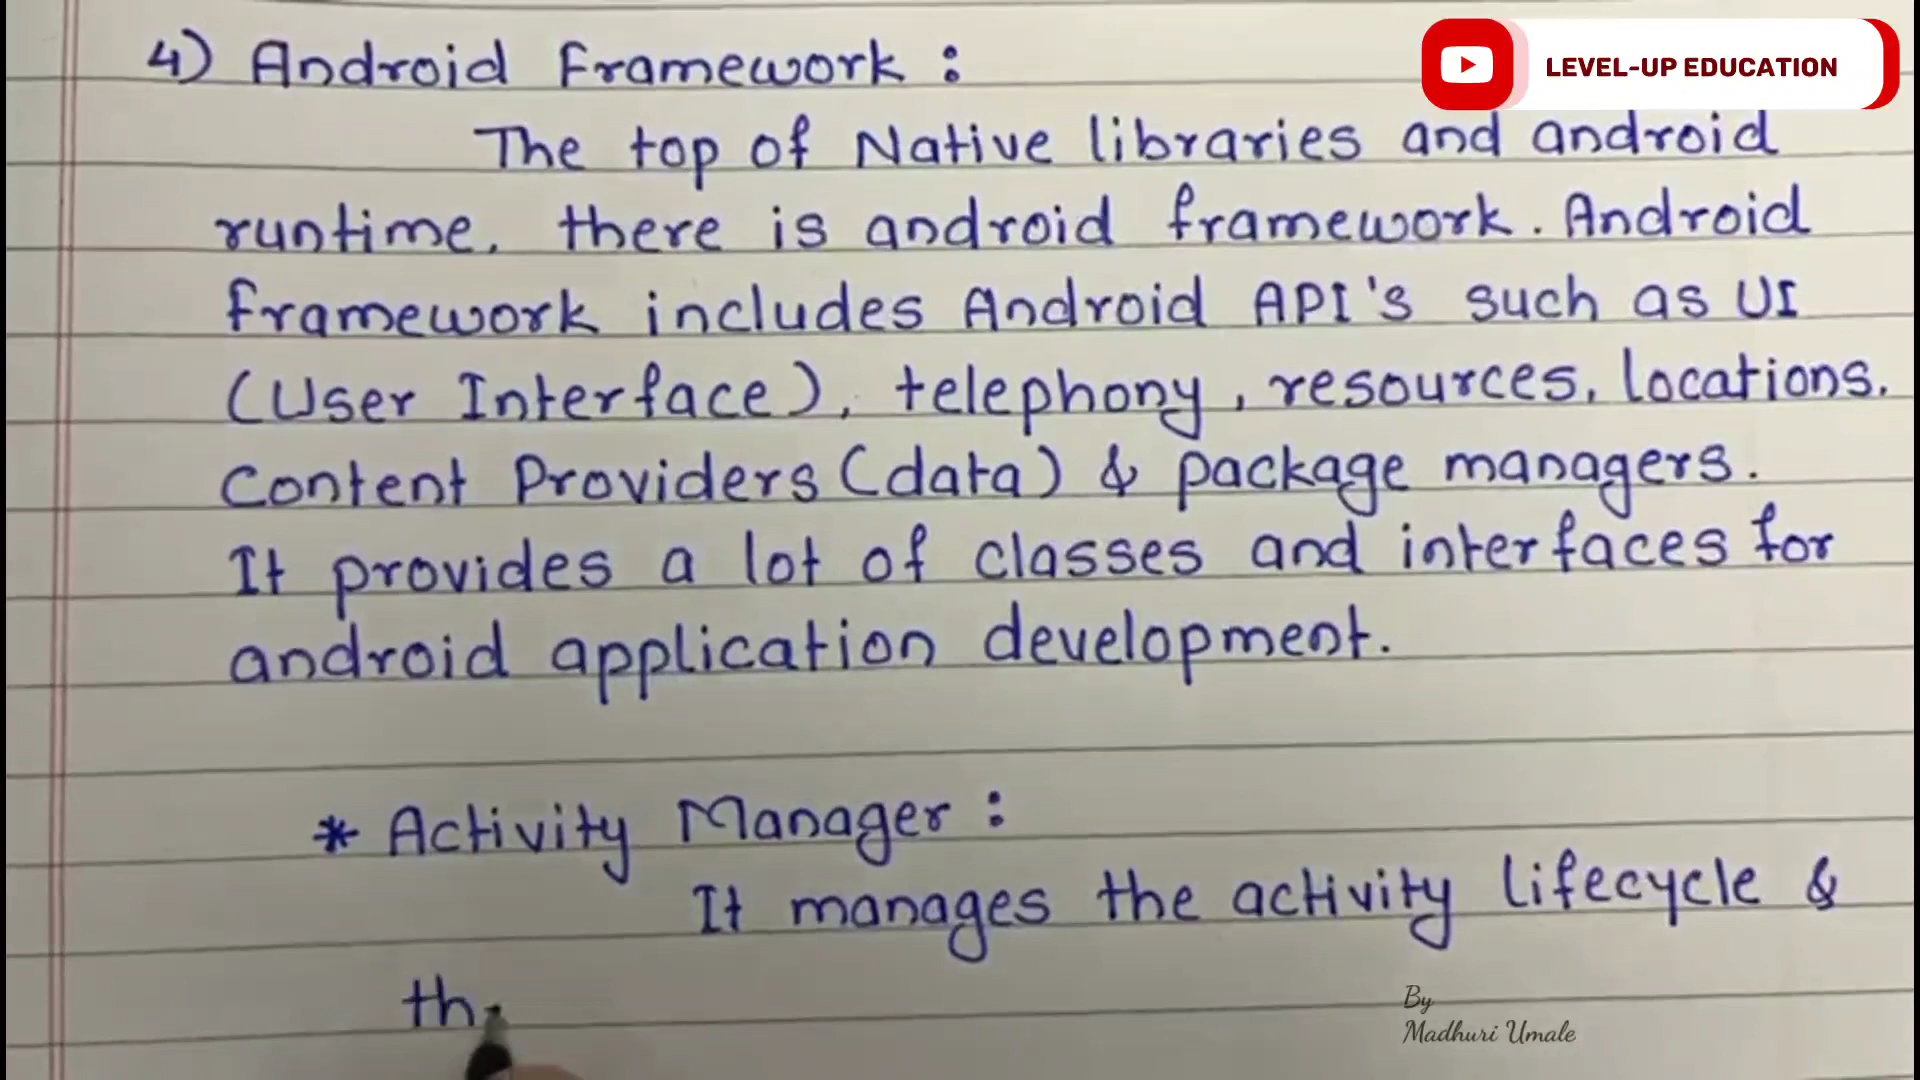 4) Android Framework :
LEVEL-UP EDUCATION
The top of Native libraries and android
runtime, there is android framework. Android
framework includes Android API's such as UI
(User Interface), telephony, resources, locations,
Content Providers (data) & package managers.
It provides a lot of classes and interfaces for
android application development.
* Activity Manager :
It manages the activity lifecycle &
th
By
Madhuri Umale